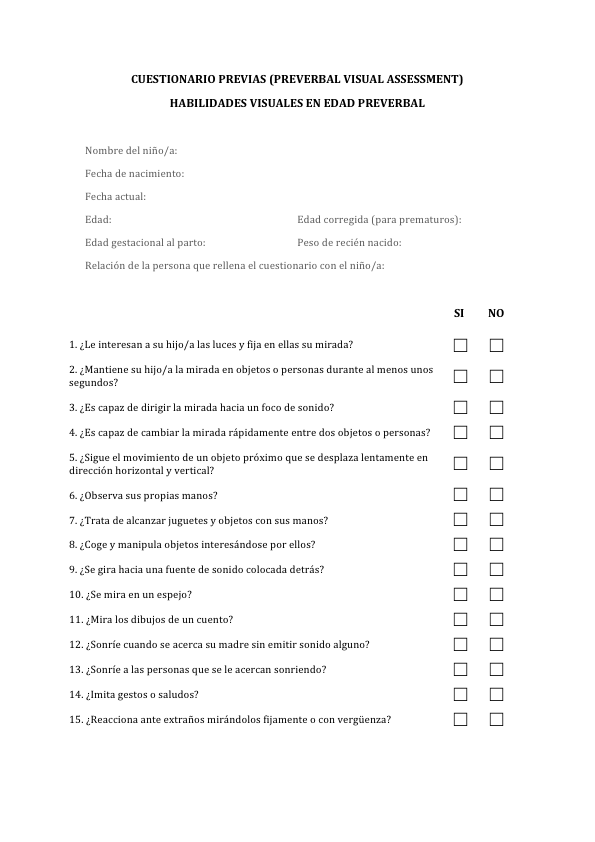 CUESTIONARIO PREVIAS (PREVERBAL VISUAL ASSESSMENT)
HABILIDADES VISUALES EN EDAD PREVERBAL
Nombre del niño/a:
Fecha de nacimiento:
Fecha actual:
Edad: Edad corregida (para prematuros):
Edad gestacional al parto: Peso de recién nacido:
Relación de la persona que rellena el cuestionario con el niño/a:
SI NO
1. ¿Le interesan a su hijo/a las luces y fija en ellas su mirada?
2. ¿Mantiene su hijo/a la mirada en objetos o personas durante al menos unos
segundos?
3. ¿Es capaz de dirigir la mirada hacia un foco de sonido?
4. ¿Es capaz de cambiar la mirada rápidamente entre dos objetos o personas?
5. ¿Sigue el movimiento de un objeto próximo que se desplaza lentamente en
dirección horizontal y vertical?
6. ¿Observa sus propias manos?
7. ¿Trata de alcanzar juguetes y objetos con sus manos?
8. ¿Coge y manipula objetos interesándose por ellos?
9. ¿Se gira hacia una fuente de sonido colocada detrás?
10. ¿Se mira en un espejo?
11. ¿Mira los dibujos de un cuento?
12. ¿Sonríe cuando se acerca su madre sin emitir sonido alguno?
13. ¿Sonríe a las personas que se le acercan sonriendo?
14. ¿Imita gestos o saludos?
15. ¿Reacciona ante extraños mirándolos fijamente o con vergüenza?